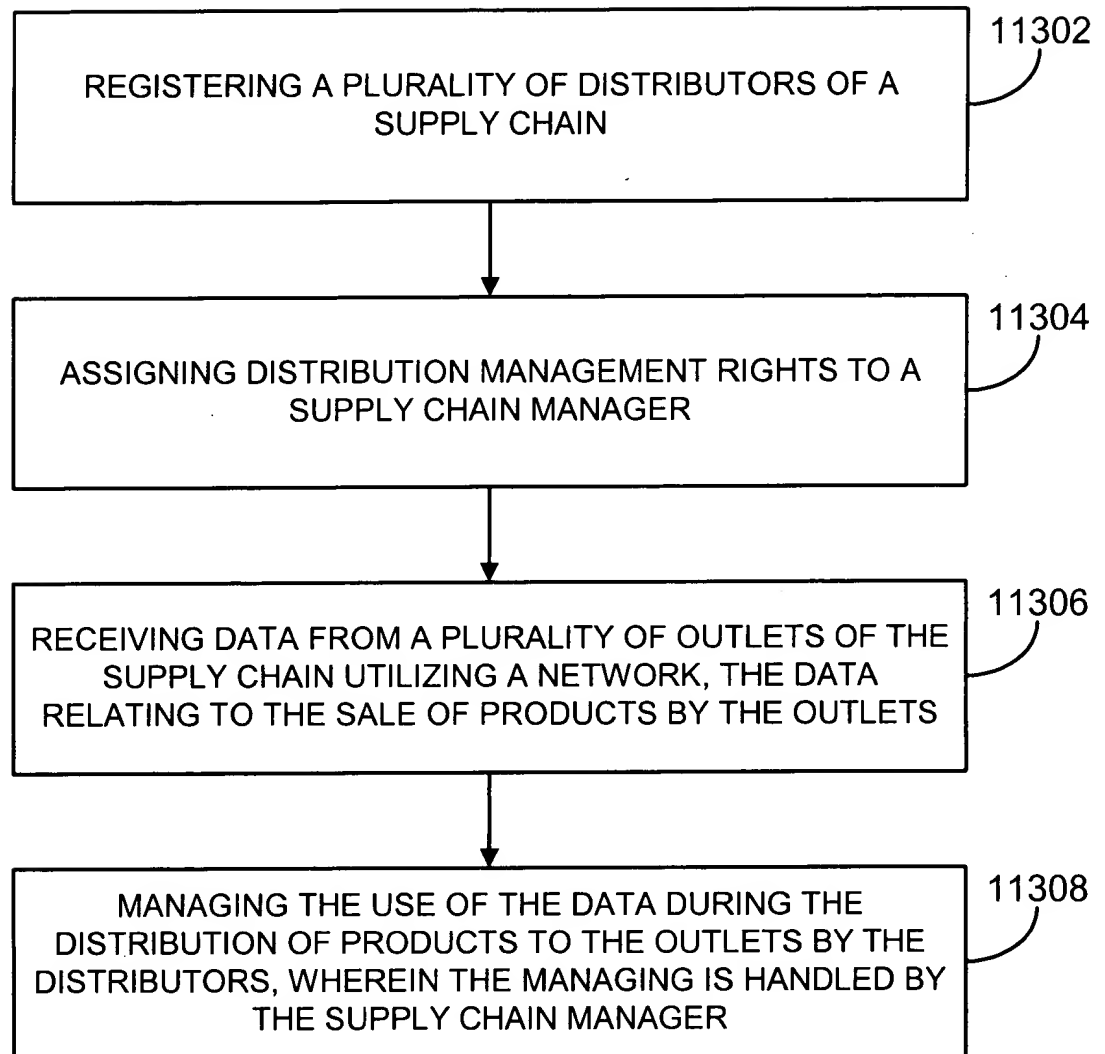 11302
REGISTERING A PLURALITY OF DISTRIBUTORS OF A
SUPPLY CHAIN
11304
ASSIGNING DISTRIBUTION MANAGEMENT RIGHTS TO A
SUPPLY CHAIN MANAGER
11306
RECEIVING DATA FROM A PLURALITY OF OUTLETS OF THE
SUPPLY CHAIN UTILIZING A NETWORK, THE DATA
RELATING TO THE SALE OF PRODUCTS BY THE OUTLETS
11308
MANAGING THE USE OF THE DATA DURING THE
DISTRIBUTION OF PRODUCTS TO THE OUTLETS BY THE
DISTRIBUTORS, WHEREIN THE MANAGING IS HANDLED BY
THE SUPPLY CHAIN MANAGER